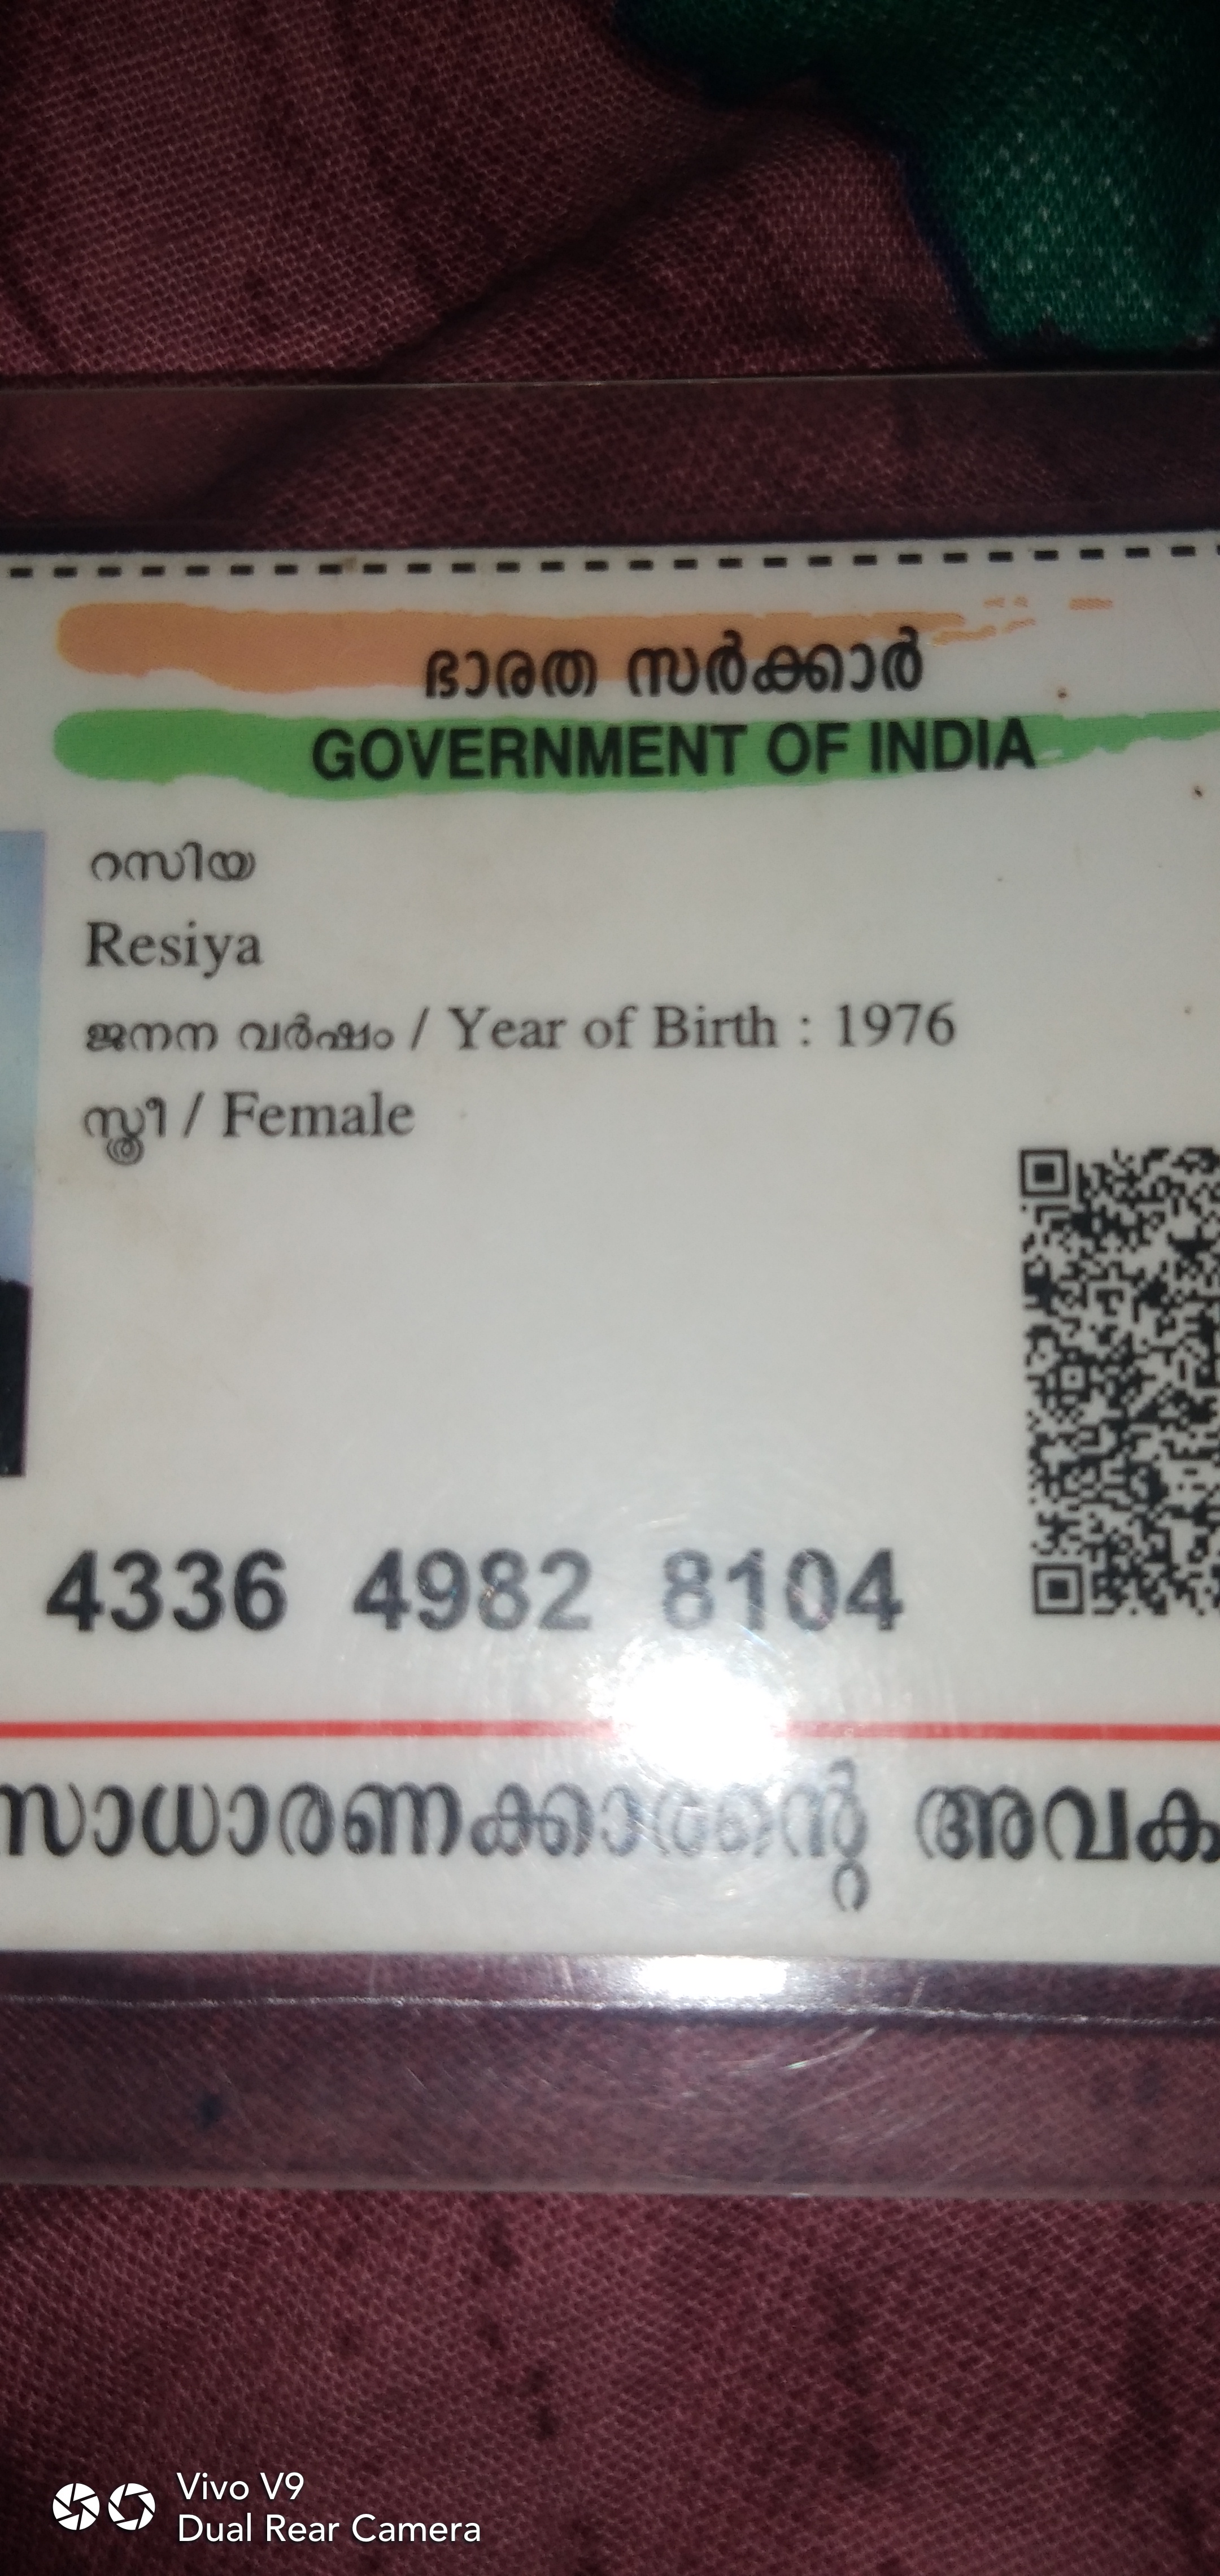 ഭാരത സർക്കാർ
GOVERNMENT OF INDIA
റസിയ
Resiya
ജനന വർഷം / Year of Birth : 1976
സ്ത്രീ / Female
4336 4982 8104
സാധാരണക്കാരന്റെ അവക
Vivo V9
Dual Rear Camera